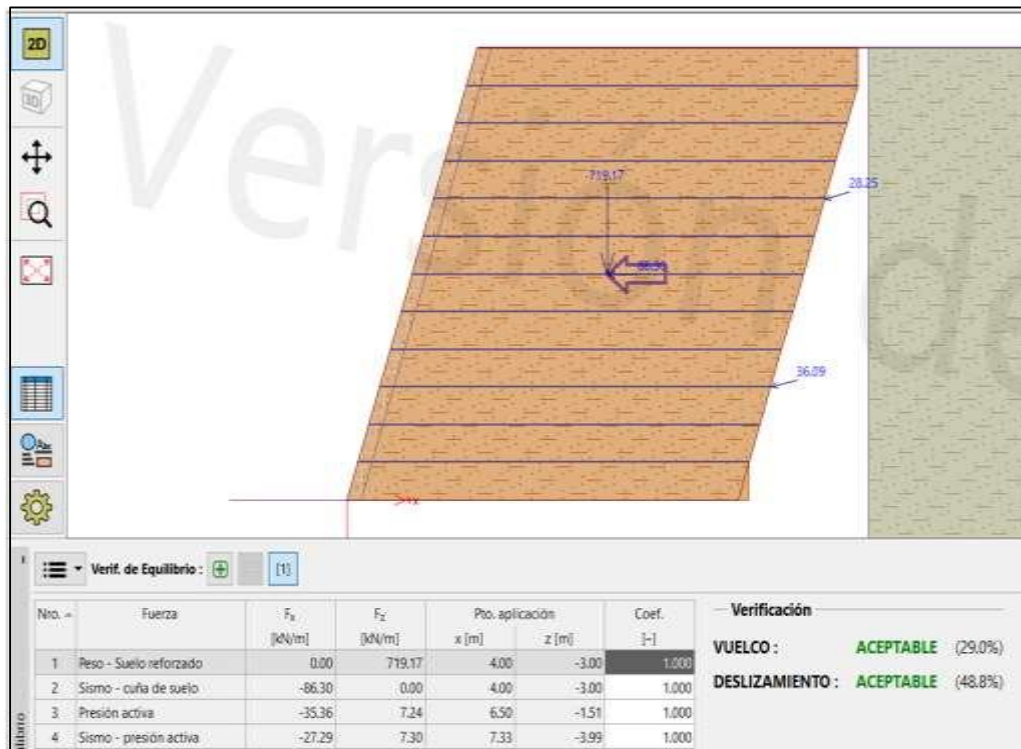 2D
3D
Versión de
-719.17
28.25
36.09
+x
Verif. de Equilibrio : [1]
Nro. Fuerza Fx Fz Pto. aplicación Coef.
[kN/m] [kN/m] x [m] z [m] [-]
1 Peso - Suelo reforzado 0.00 719.17 4.00 -3.00 1.000
2 Sismo - cuña de suelo -86.30 0.00 4.00 -3.00 1.000
3 Presión activa -35.36 7.24 6.50 -1.51 1.000
4 Sismo - presión activa -27.29 7.30 7.33 -3.99 1.000
Verificación
VUELCO : ACEPTABLE (29.0%)
DESLIZAMIENTO : ACEPTABLE (48.8%)